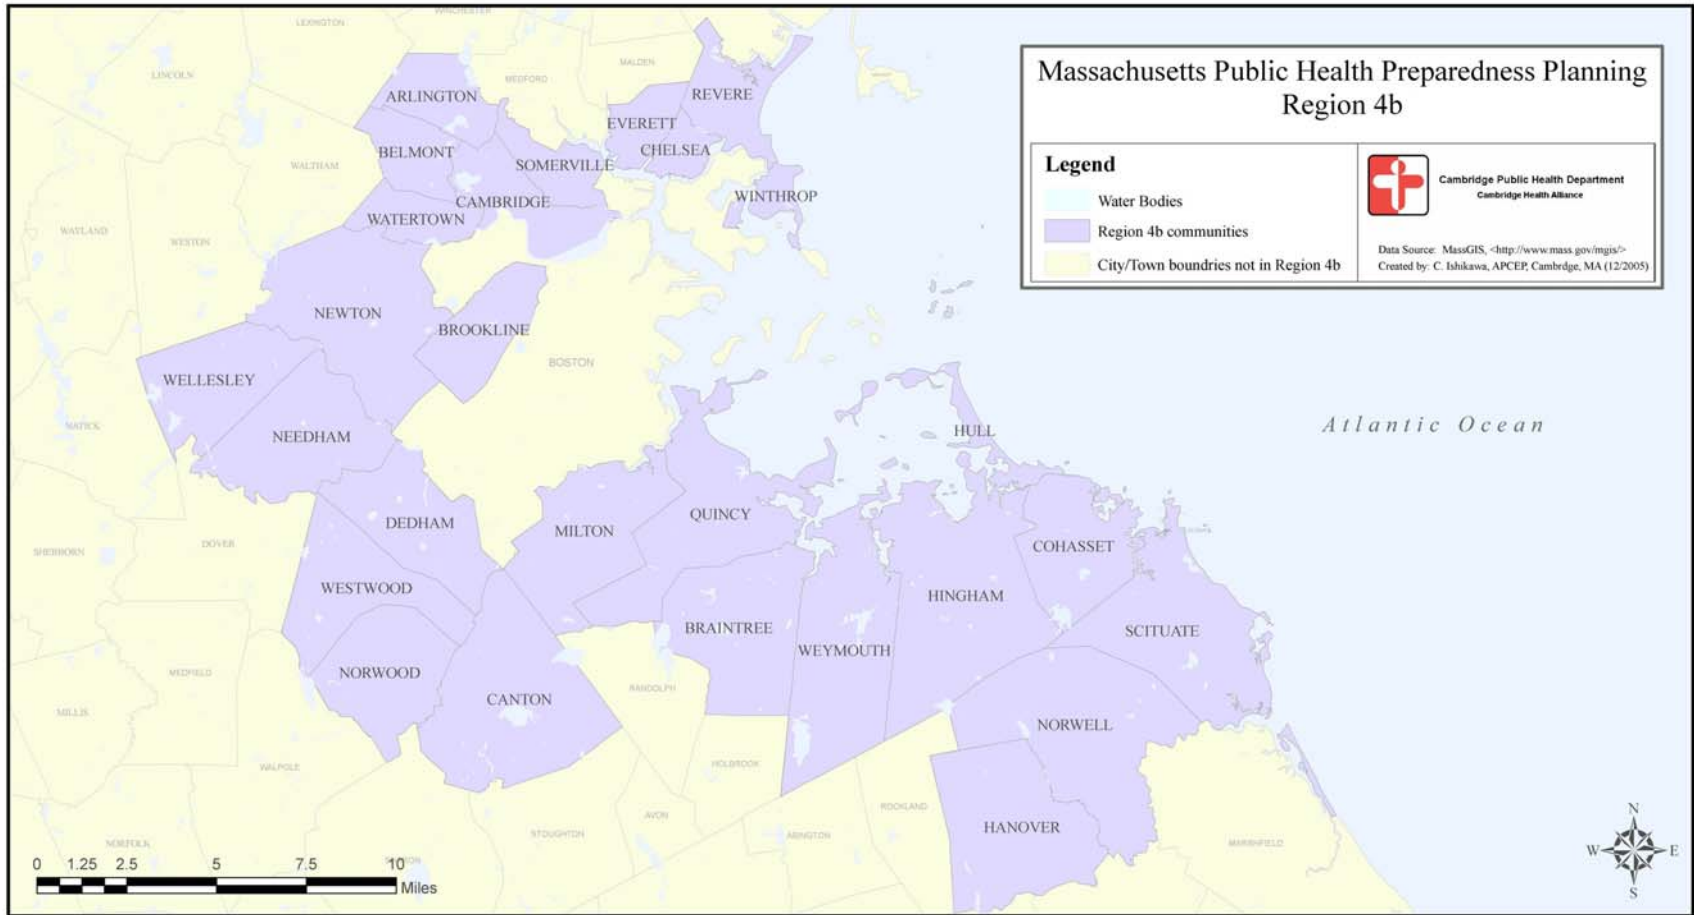 Massachusetts Public Health Preparedness Planning
Region 4b
Legend
Water Bodies
Region 4b communities
City/Town boundries not in Region 4b
Cambridge Public Health Department
Cambridge Health Alliance
Data Source: MassGIS, <http://www.mass.gov/mgis/>
Created by: C. Ishikawa, APCEP, Cambrdge, MA (12/2005)
WINCHESTER
LEXINGTON
LINCOLN
MEDFORD
MALDEN
REVERE
ARLINGTON
EVERETT
CHELSEA
BELMONT
SOMERVILLE
WALTHAM
WINTHROP
CAMBRIDGE
WATERTOWN
WAYLAND
WESTON
NEWTON
BROOKLINE
BOSTON
WELLESLEY
NATICK
NEEDHAM
HULL
Atlantic Ocean
DEDHAM
MILTON
QUINCY
COHASSET
SHERBORN
DOVER
WESTWOOD
HINGHAM
BRAINTREE
SCITUATE
WEYMOUTH
MEDFIELD
NORWOOD
RANDOLPH
CANTON
MILLIS
NORWELL
WALPOLE
HOLBROOK
ROCKLAND
AVON
HANOVER
STOUGHTON
ABINGTON
MARSHFIELD
NORFOLK
0 1.25 2.5 5 7.5 10
Miles
N
W E
S